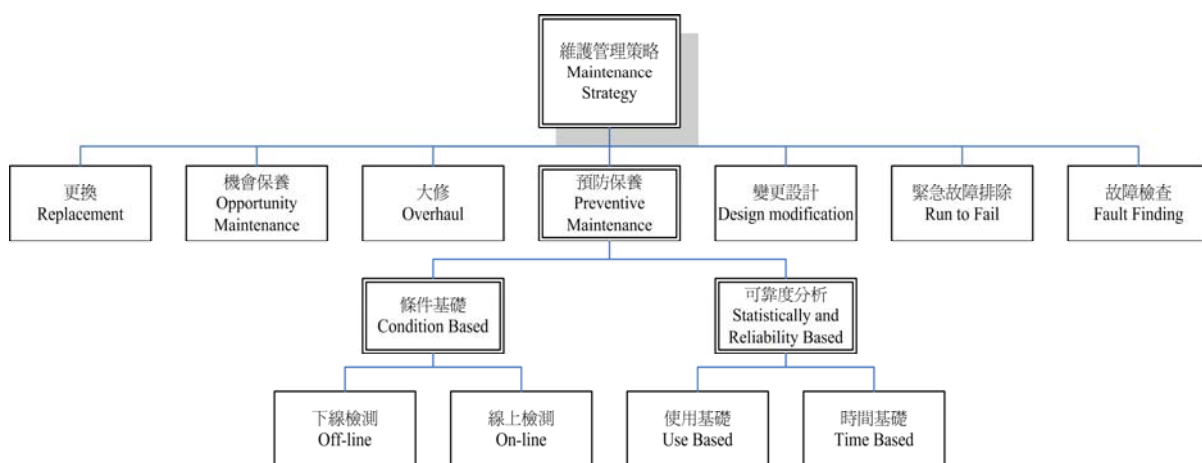 維護管理策略
Maintenance
Strategy
更換
Replacement
機會保養
Opportunity
Maintenance
大修
Overhaul
預防保養
Preventive
Maintenance
變更設計
Design modification
緊急故障排除
Run to Fail
故障檢查
Fault Finding
條件基礎
Condition Based
可靠度分析
Statistically and
Reliability Based
下線檢測
Off-line
線上檢測
On-line
使用基礎
Use Based
時間基礎
Time Based